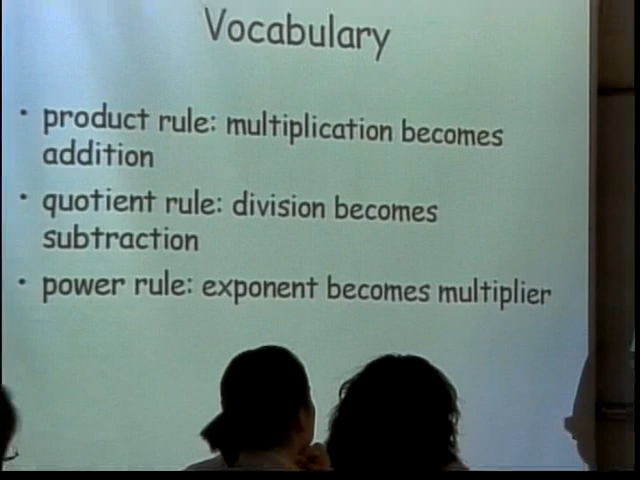 Vocabulary
• product rule: multiplication becomes
addition
• quotient rule: division becomes
subtraction
• power rule: exponent becomes multiplier